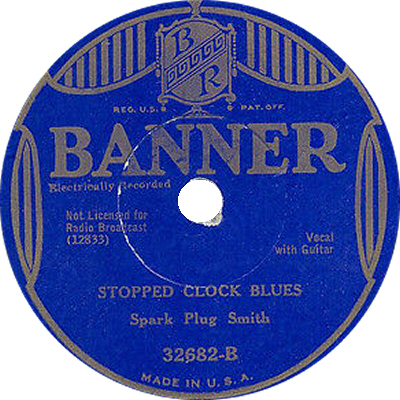 B
R
REG. U.S. PAT. OFF.
BANNER
Electrically Recorded
Not Licensed for
Radio Broadcast
(12833)
Vocal
with Guitar
STOPPED CLOCK BLUES
Spark Plug Smith
32682-B
MADE IN U.S.A.